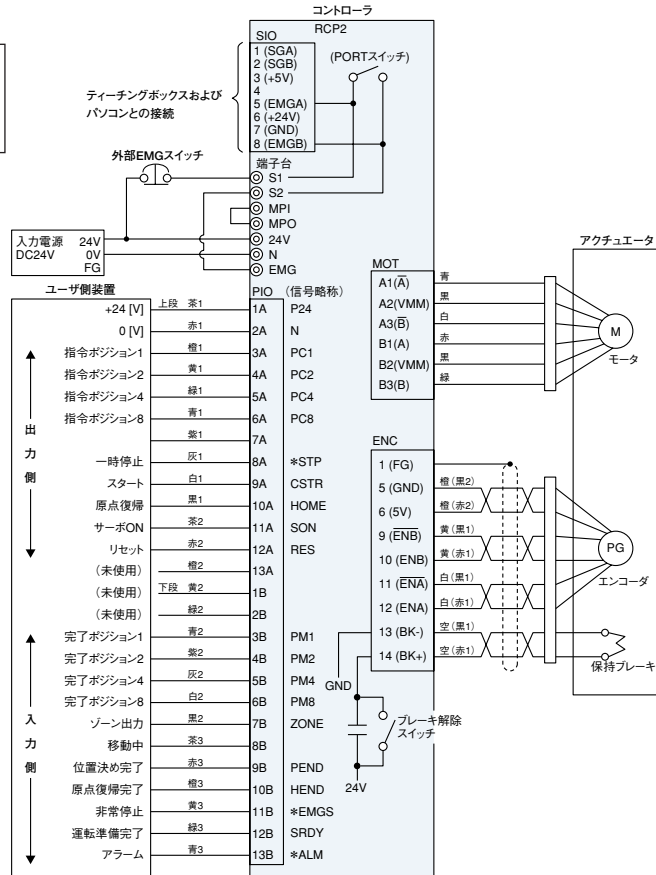 コントローラ
RCP2
SIO
1 (SGA)
2 (SGB)
3 (+5V)
4
5 (EMGA)
6 (+24V)
7 (GND)
8 (EMGB)
(PORTスイッチ)
ティーチングボックスおよび
パソコンとの接続
外部EMGスイッチ
端子台
S1
S2
MPI
MPO
24V
N
EMG
入力電源 24V
DC24V 0V
FG
ユーザ側装置
PIO (信号略称)
+24 [V] 上段 茶1 1A P24
0 [V] 赤1 2A N
指令ポジション1 橙1 3A PC1
指令ポジション2 黄1 4A PC2
指令ポジション4 緑1 5A PC4
指令ポジション8 青1 6A PC8
紫1 7A
一時停止 灰1 8A *STP
スタート 白1 9A CSTR
原点復帰 黒1 10A HOME
サーボON 茶2 11A SON
リセット 赤2 12A RES
(未使用) 橙2 13A
(未使用) 下段 黄2 1B
(未使用) 緑2 2B
完了ポジション1 青2 3B PM1
完了ポジション2 紫2 4B PM2
完了ポジション4 灰2 5B PM4
完了ポジション8 白2 6B PM8
ゾーン出力 黒2 7B ZONE
移動中 茶3 8B
位置決め完了 赤3 9B PEND
原点復帰完了 橙3 10B HEND
非常停止 黄3 11B *EMGS
運転準備完了 緑3 12B SRDY
アラーム 青3 13B *ALM
出力側
入力側
MOT
A1(A̅) 青
A2(VMM) 黒
A3(B̅) 白
B1(A) 赤
B2(VMM) 黒
B3(B) 緑
アクチュエータ
M
モータ
ENC
1 (FG)
5 (GND) 橙(黒2)
6 (5V) 橙(赤2)
9 (E̅N̅B̅) 黄(黒1)
10 (ENB) 黄(赤1)
11 (E̅N̅A̅) 白(黒1)
12 (ENA) 白(赤1)
13 (BK-) 空(黒1)
14 (BK+) 空(赤1)
PG
エンコーダ
保持ブレーキ
GND
ブレーキ解除
スイッチ
24V